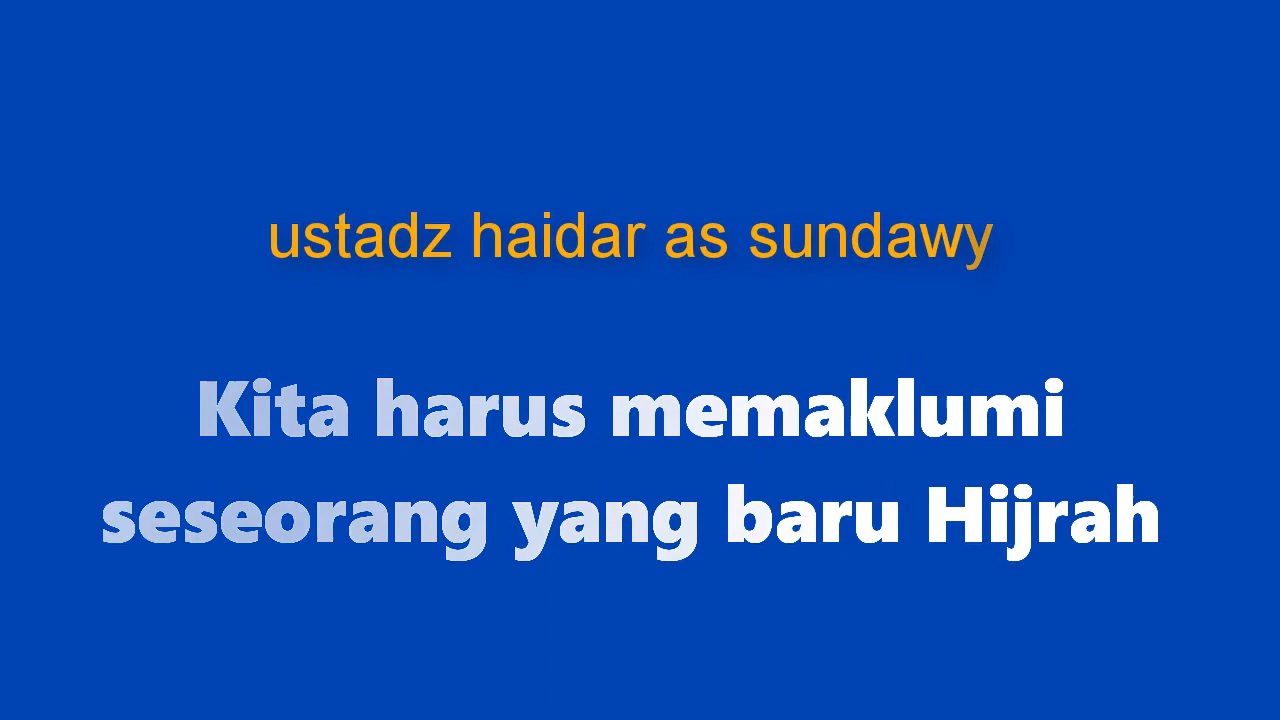 ustadz haidar as sundawy
Kita harus memaklumi
seseorang yang baru Hijrah